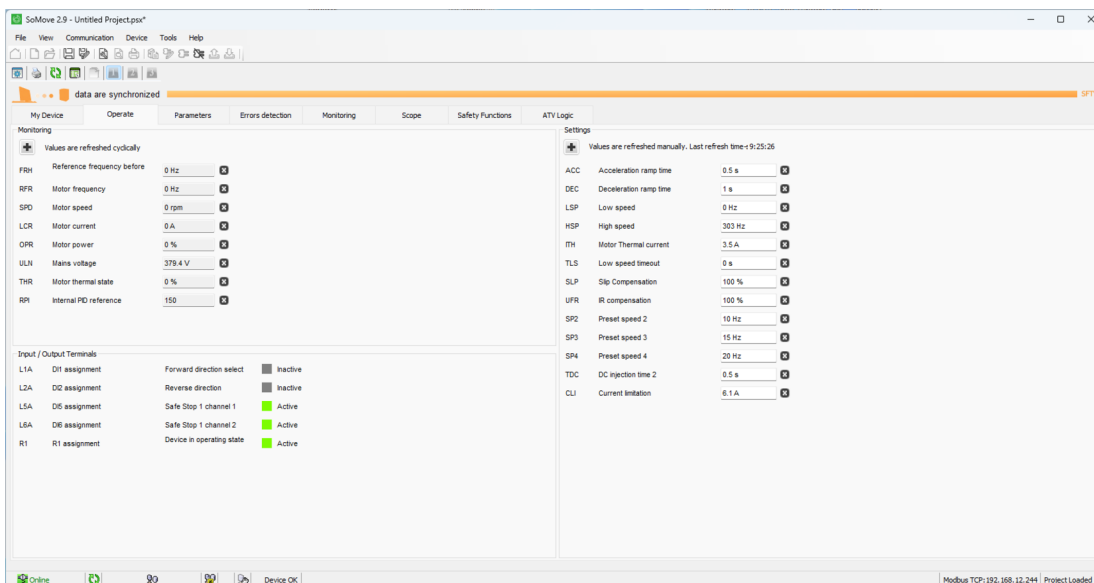 SoMove 2.9 - Untitled Project.psx*
File View Communication Device Tools Help
data are synchronized
My Device Operate Parameters Errors detection Monitoring Scope Safety Functions ATV Logic
Monitoring
Values are refreshed cyclically
FRH Reference frequency before 0 Hz
RFR Motor frequency 0 Hz
SPD Motor speed 0 rpm
LCR Motor current 0 A
OPR Motor power 0 %
ULN Mains voltage 379.4 V
THR Motor thermal state 0 %
RPI Internal PID reference 150
Input / Output Terminals
L1A DI1 assignment Forward direction select Inactive
L2A DI2 assignment Reverse direction Inactive
L5A DI5 assignment Safe Stop 1 channel 1 Active
L6A DI6 assignment Safe Stop 1 channel 2 Active
R1 R1 assignment Device in operating state Active
Settings
Values are refreshed manually. Last refresh time-: 9:25:26
ACC Acceleration ramp time 0.5 s
DEC Deceleration ramp time 1 s
LSP Low speed 0 Hz
HSP High speed 303 Hz
ITH Motor Thermal current 3.5 A
TLS Low speed timeout 0 s
SLP Slip Compensation 100 %
UFR IR compensation 100 %
SP2 Preset speed 2 10 Hz
SP3 Preset speed 3 15 Hz
SP4 Preset speed 4 20 Hz
TDC DC injection time 2 0.5 s
CLI Current limitation 6.1 A
Online Device OK Modbus TCP: 192.168.12.244 Project Loaded